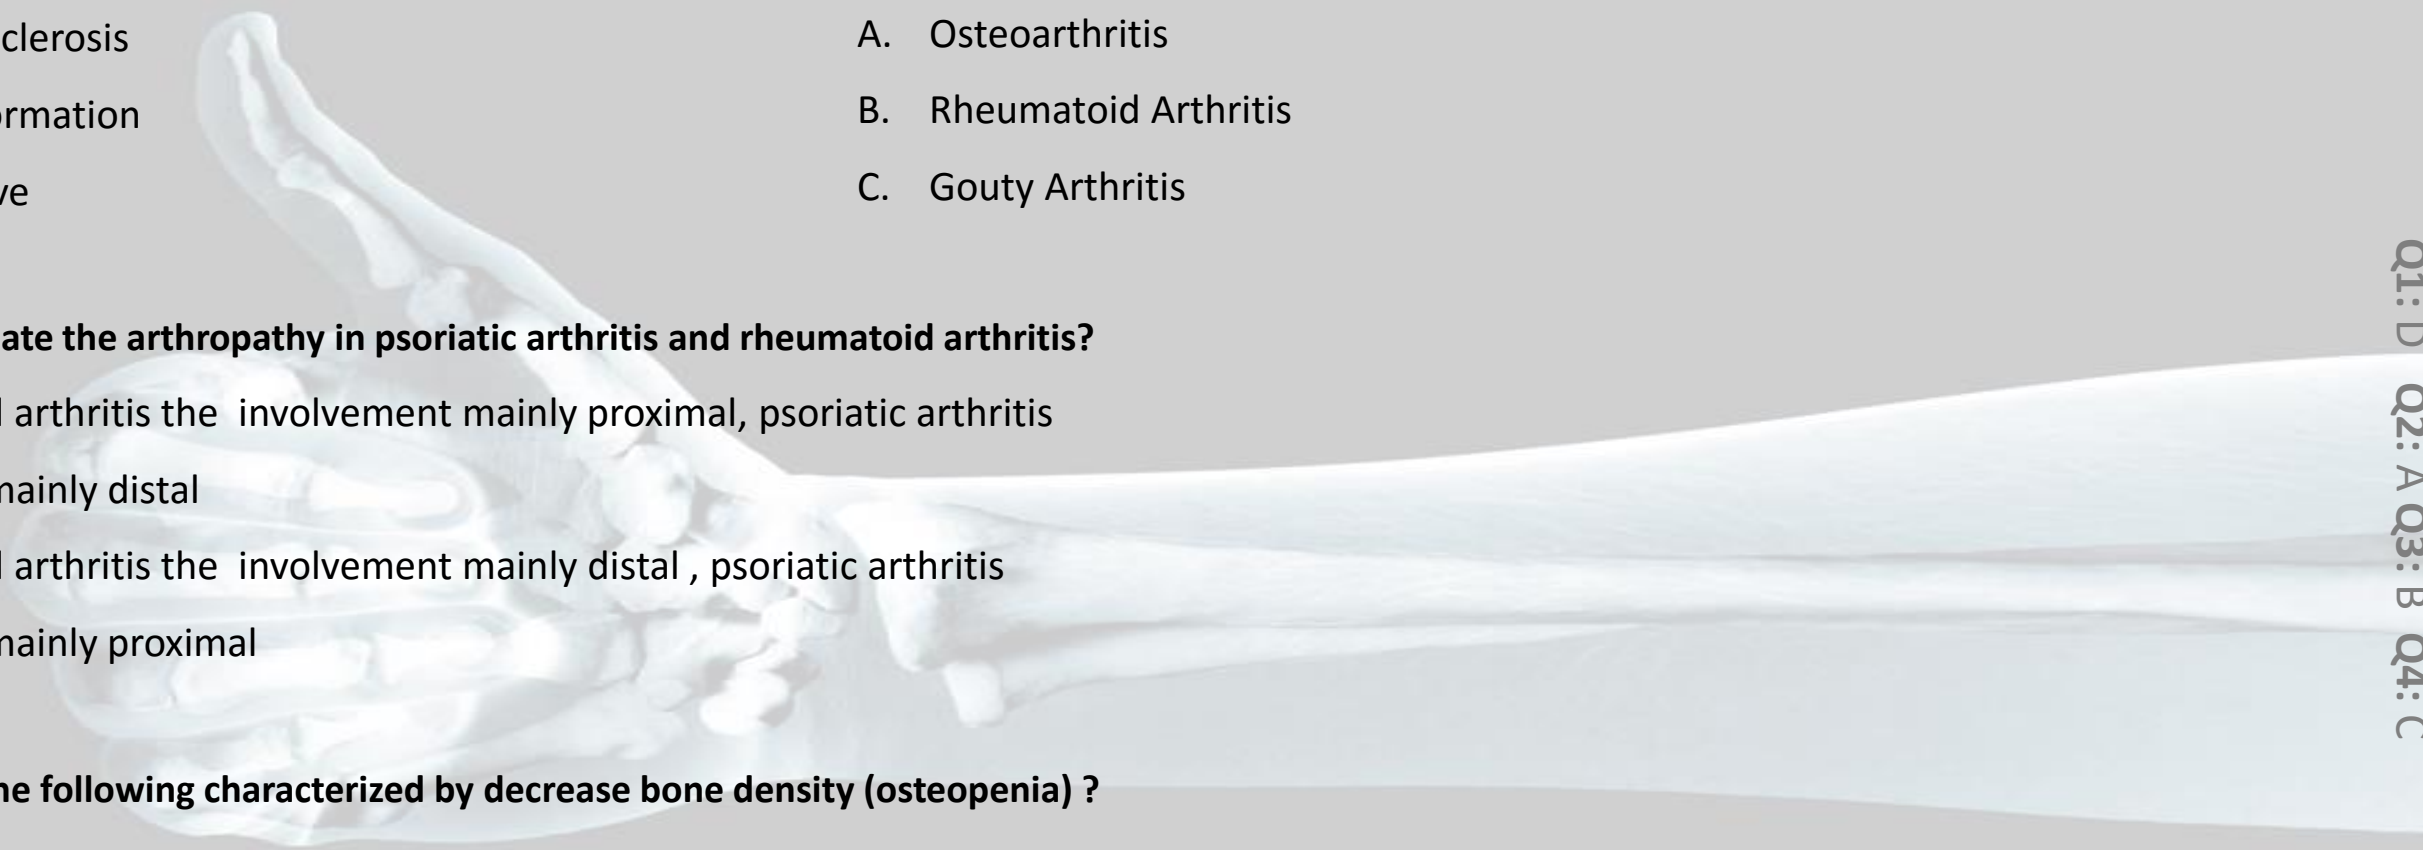 clerosis
ormation
ve
ate the arthropathy in psoriatic arthritis and rheumatoid arthritis?
arthritis the involvement mainly proximal, psoriatic arthritis
mainly distal
arthritis the involvement mainly distal , psoriatic arthritis
mainly proximal
he following characterized by decrease bone density (osteopenia) ?
A. Osteoarthritis
B. Rheumatoid Arthritis
C. Gouty Arthritis
Q1: D Q2: A Q3: B Q4: C